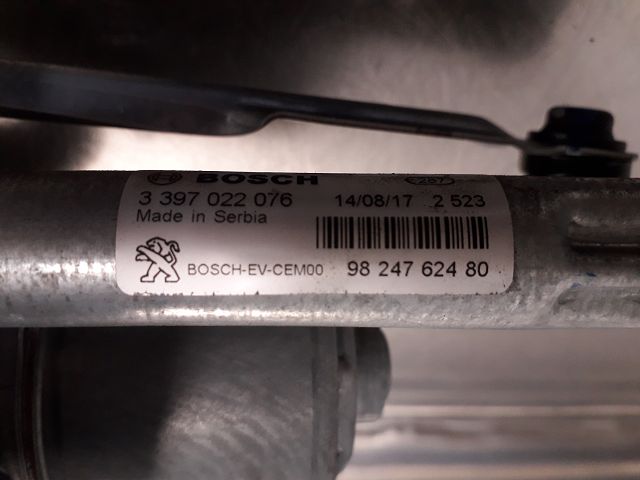 BOSCH 267
3 397 022 076 14/08/17 2 523
Made in Serbia
BOSCH-EV-CEM00 98 247 624 80